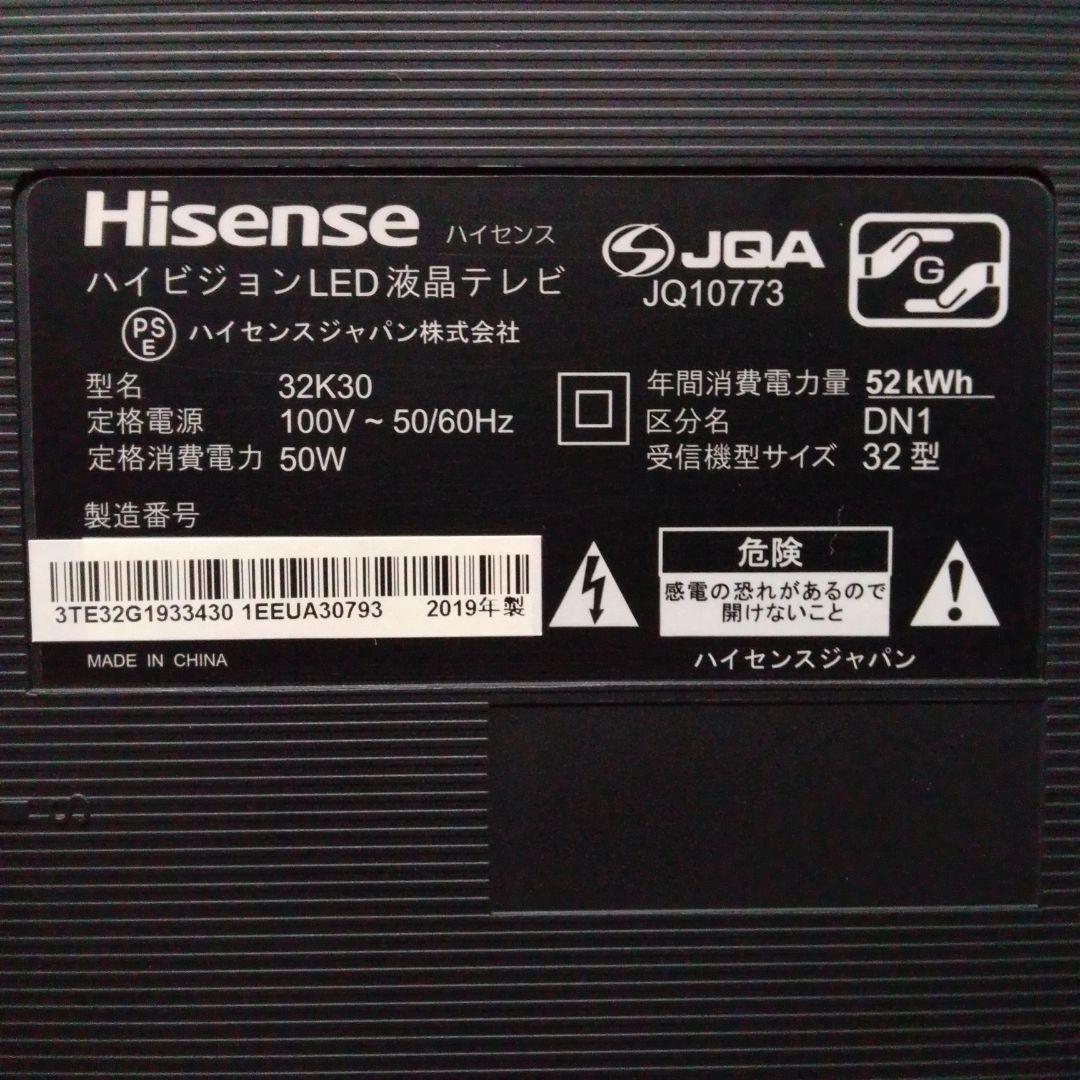 Hisense ハイセンス
ハイビジョンLED液晶テレビ
PSE ハイセンスジャパン株式会社
JQA
JQ10773
G
型名 32K30
定格電源 100V ~ 50/60Hz
定格消費電力 50W
年間消費電力量 52kWh
区分名 DN1
受信機型サイズ 32型
製造番号
3TE32G1933430 1EEUA30793 2019年製
MADE IN CHINA
危険
感電の恐れがあるので
開けないこと
ハイセンスジャパン